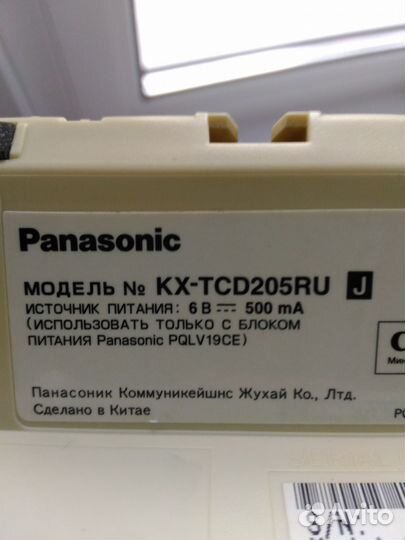 Panasonic
МОДЕЛЬ № KX-TCD205RU J
ИСТОЧНИК ПИТАНИЯ: 6 В ⎓ 500 mA
(ИСПОЛЬЗОВАТЬ ТОЛЬКО С БЛОКОМ
ПИТАНИЯ Panasonic PQLV19CE)
Панасоник Коммуникейшнс Жухай Ко., Лтд.
Сделано в Китае
S/N:
Avito